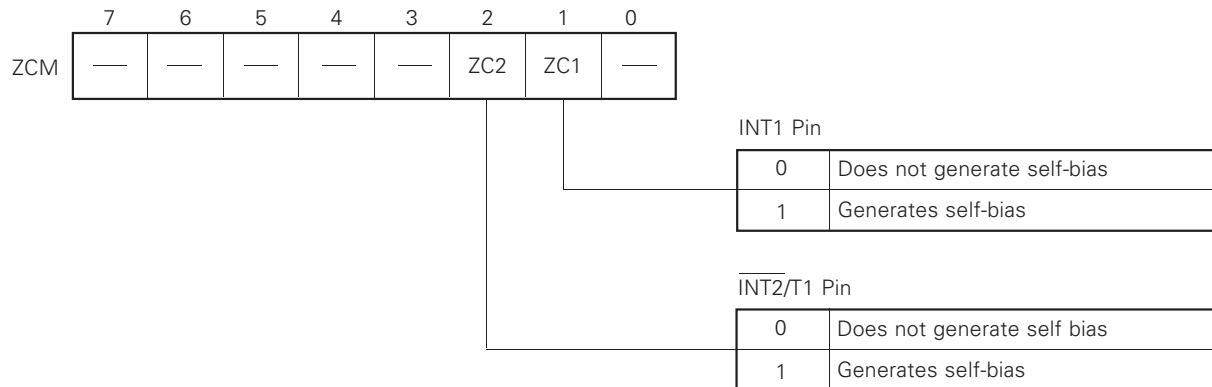 7 6 5 4 3 2 1 0
ZCM — — — — — ZC2 ZC1 —
INT1 Pin
0 Does not generate self-bias
1 Generates self-bias
INT2/T1 Pin
0 Does not generate self bias
1 Generates self-bias